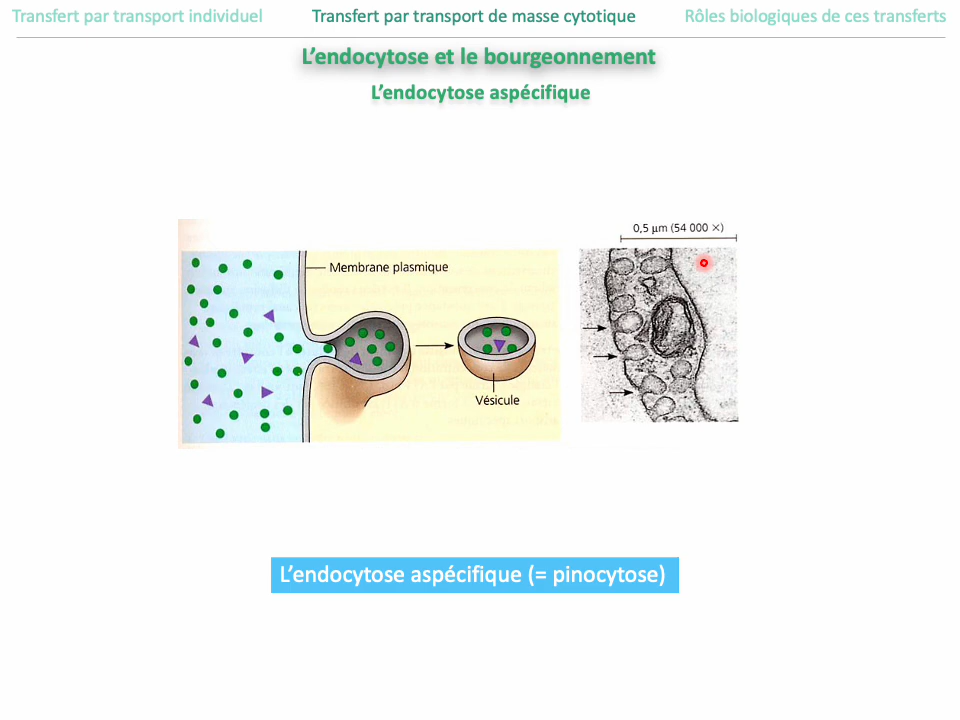 Transfert par transport individuel
Transfert par transport de masse cytotique
Rôles biologiques de ces transferts
L'endocytose et le bourgeonnement
L'endocytose aspécifique
0,5 µm (54 000 ×)
Membrane plasmique
Vésicule
L'endocytose aspécifique (= pinocytose)